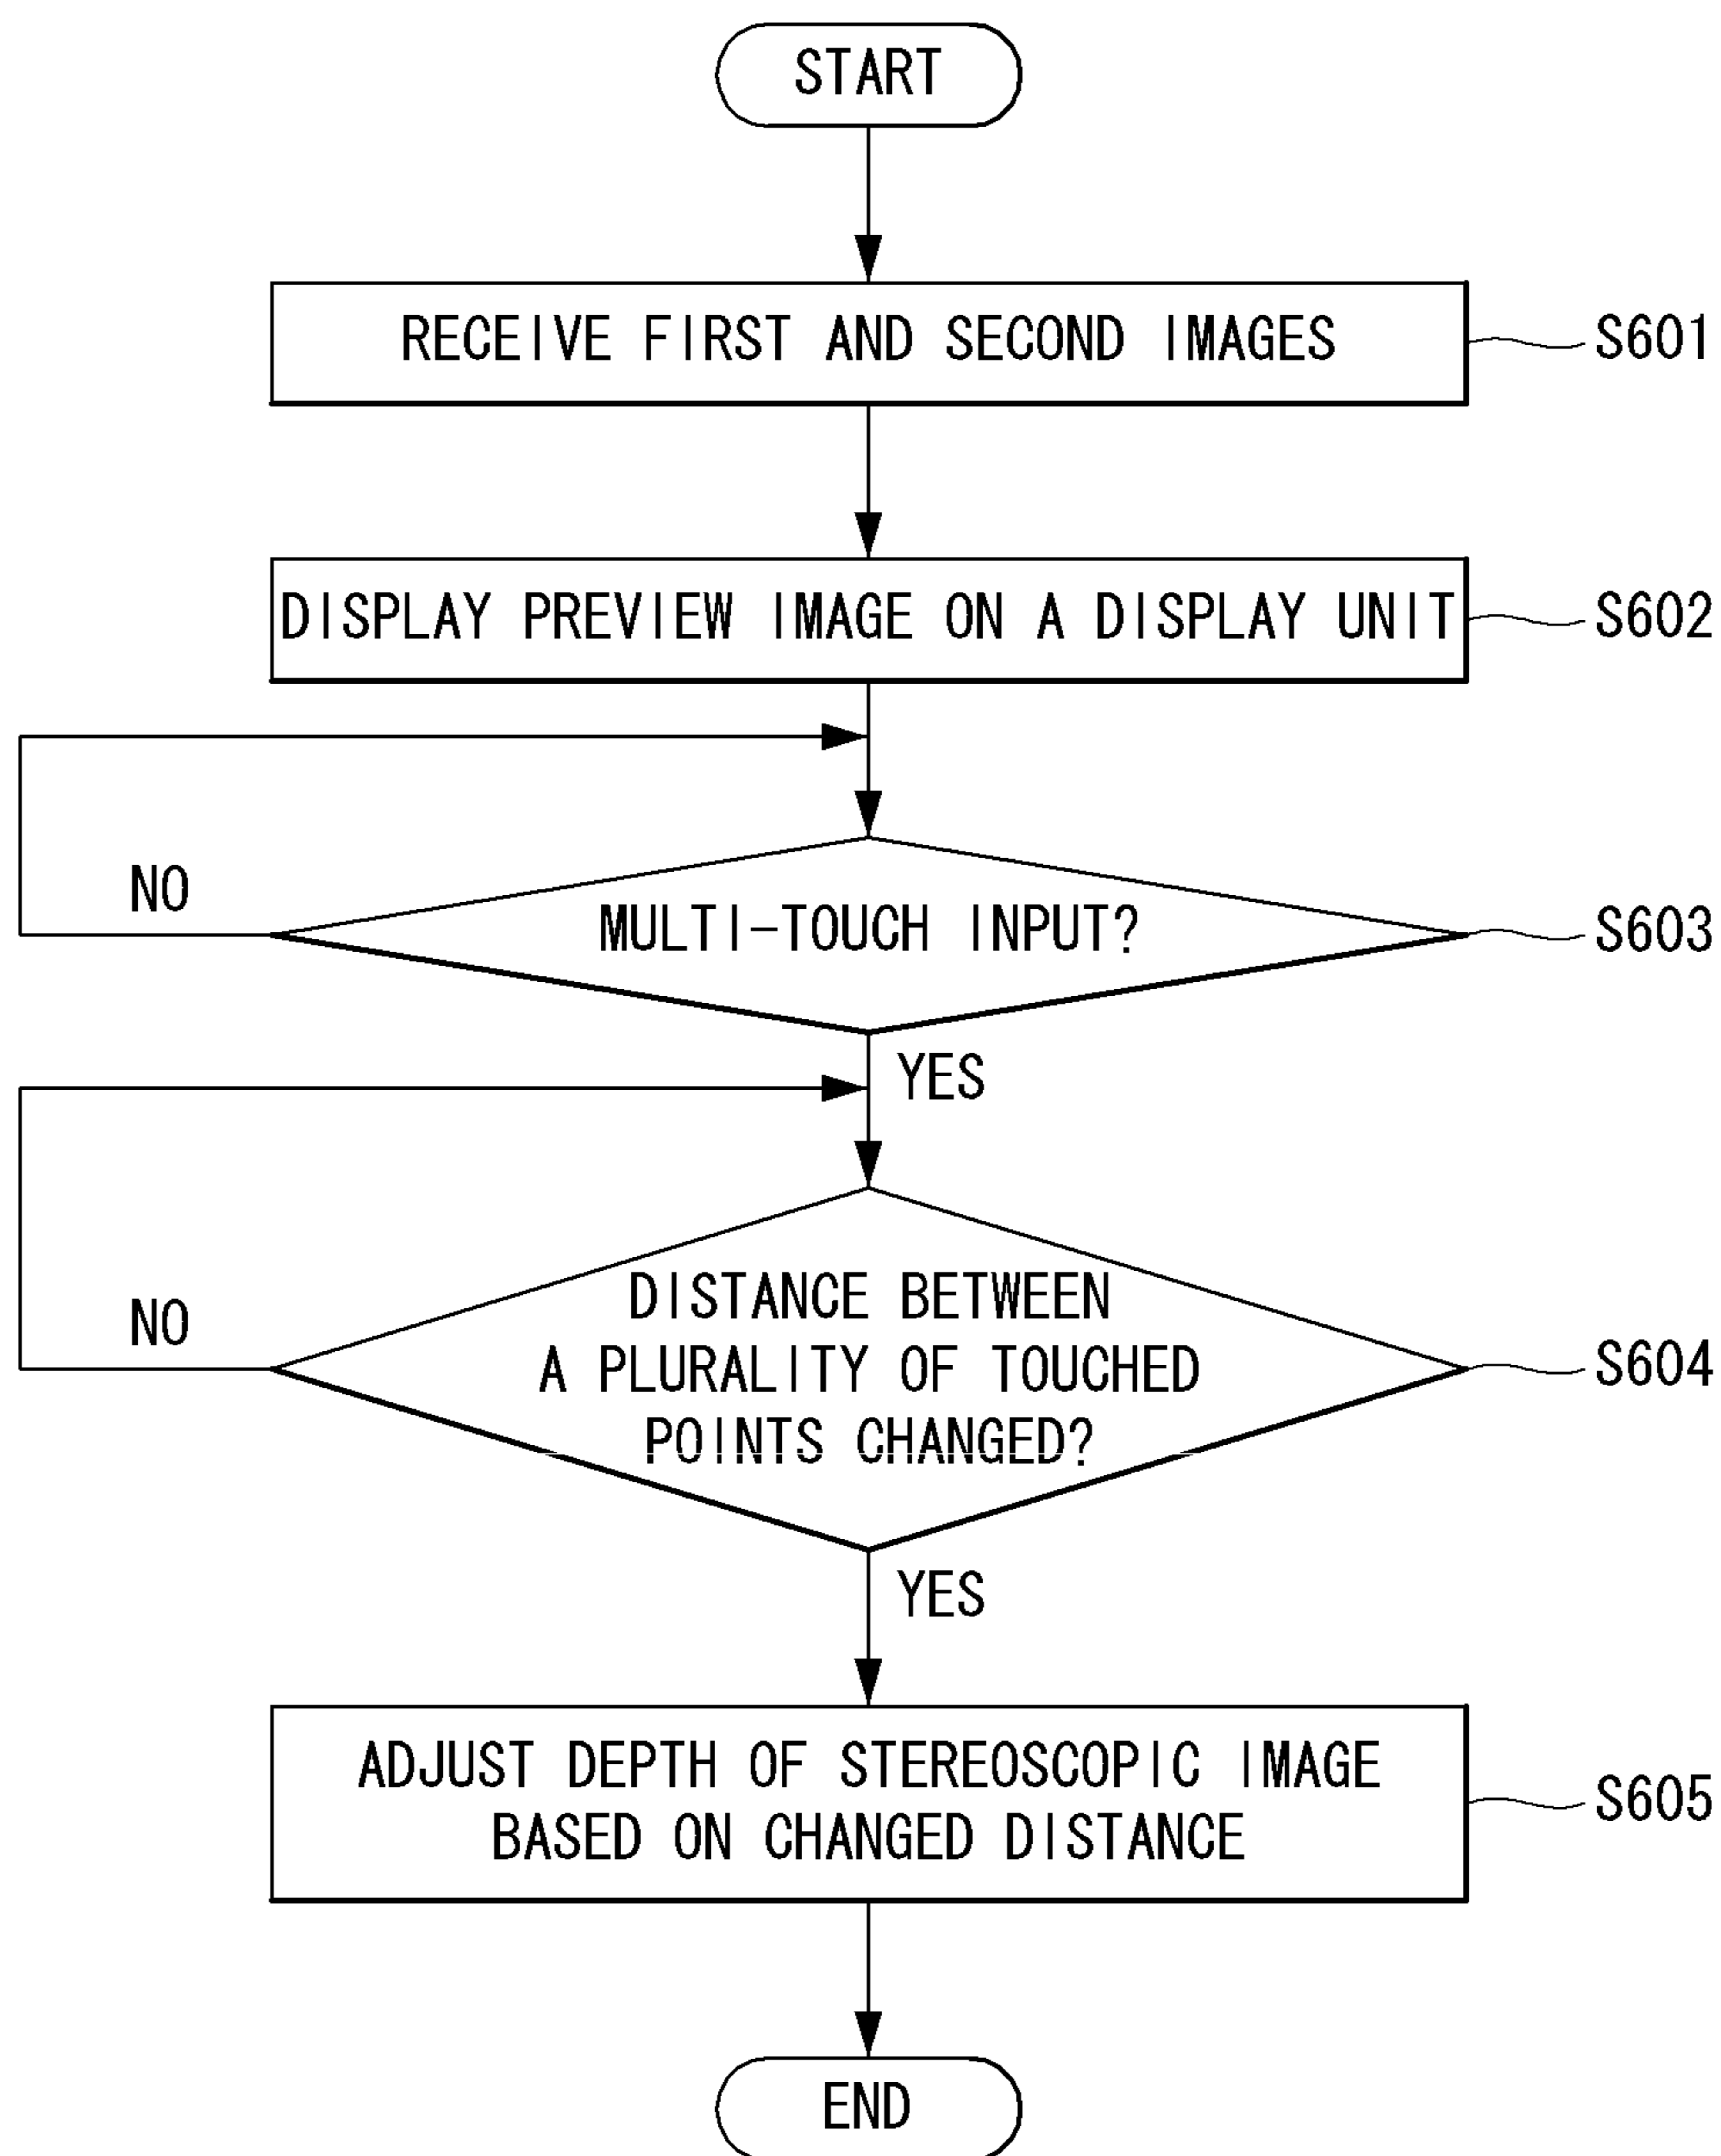 START
RECEIVE FIRST AND SECOND IMAGES
S601
DISPLAY PREVIEW IMAGE ON A DISPLAY UNIT
S602
NO
MULTI-TOUCH INPUT?
S603
YES
DISTANCE BETWEEN
A PLURALITY OF TOUCHED
POINTS CHANGED?
NO
S604
YES
ADJUST DEPTH OF STEREOSCOPIC IMAGE
BASED ON CHANGED DISTANCE
S605
END